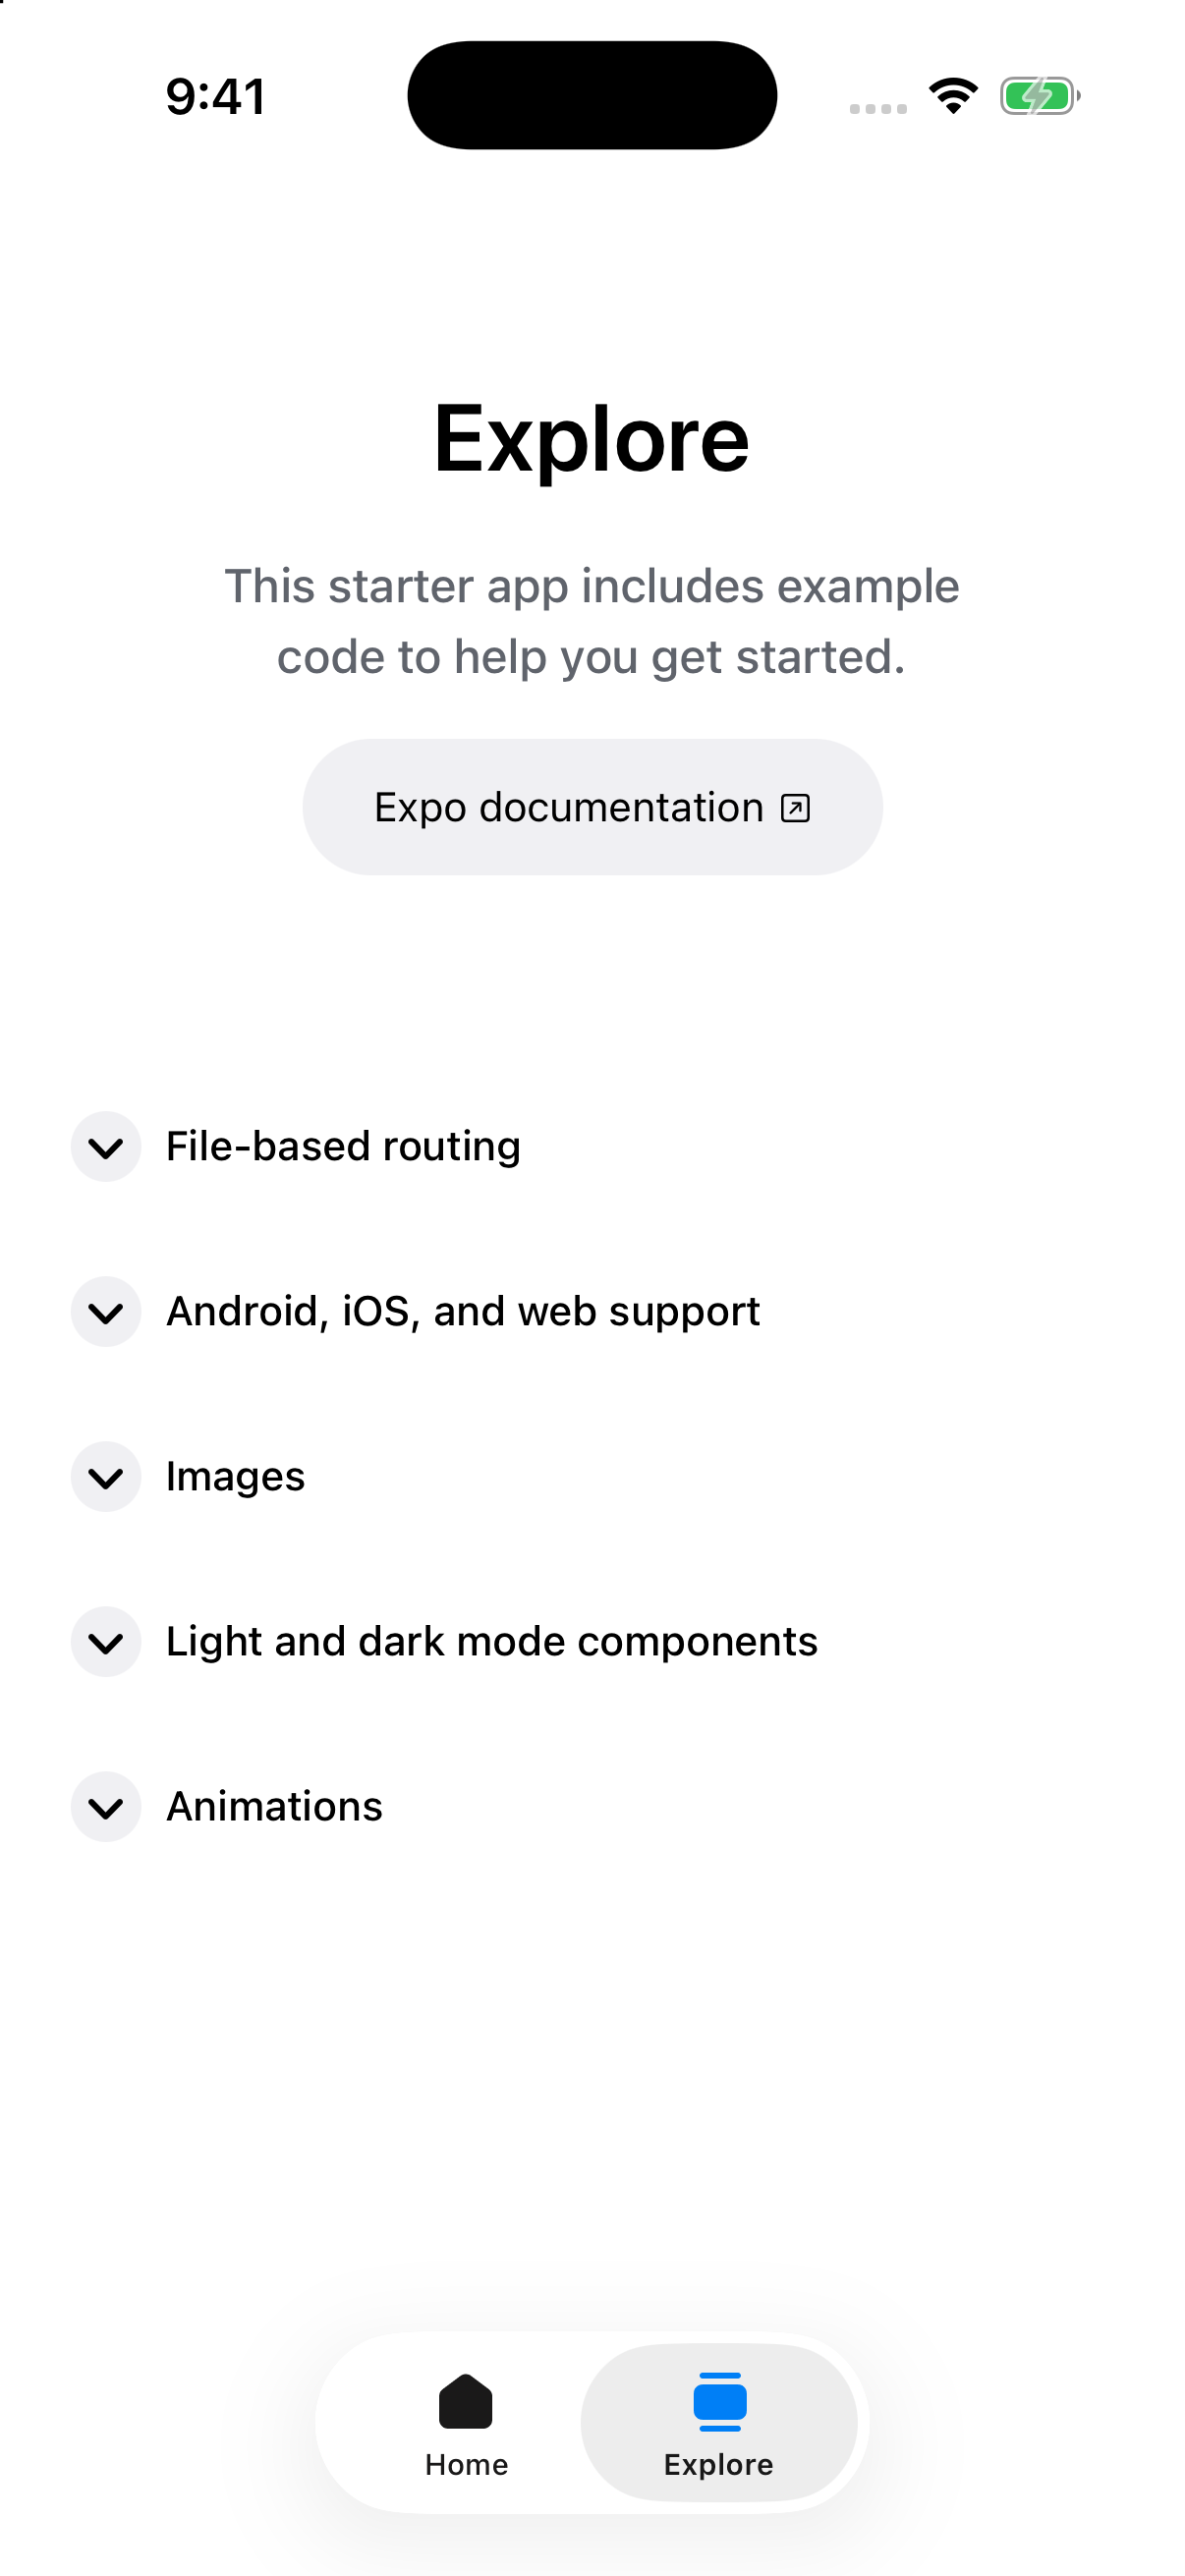 9:41
Explore
This starter app includes example
code to help you get started.
Expo documentation
File-based routing
Android, iOS, and web support
Images
Light and dark mode components
Animations
Home
Explore